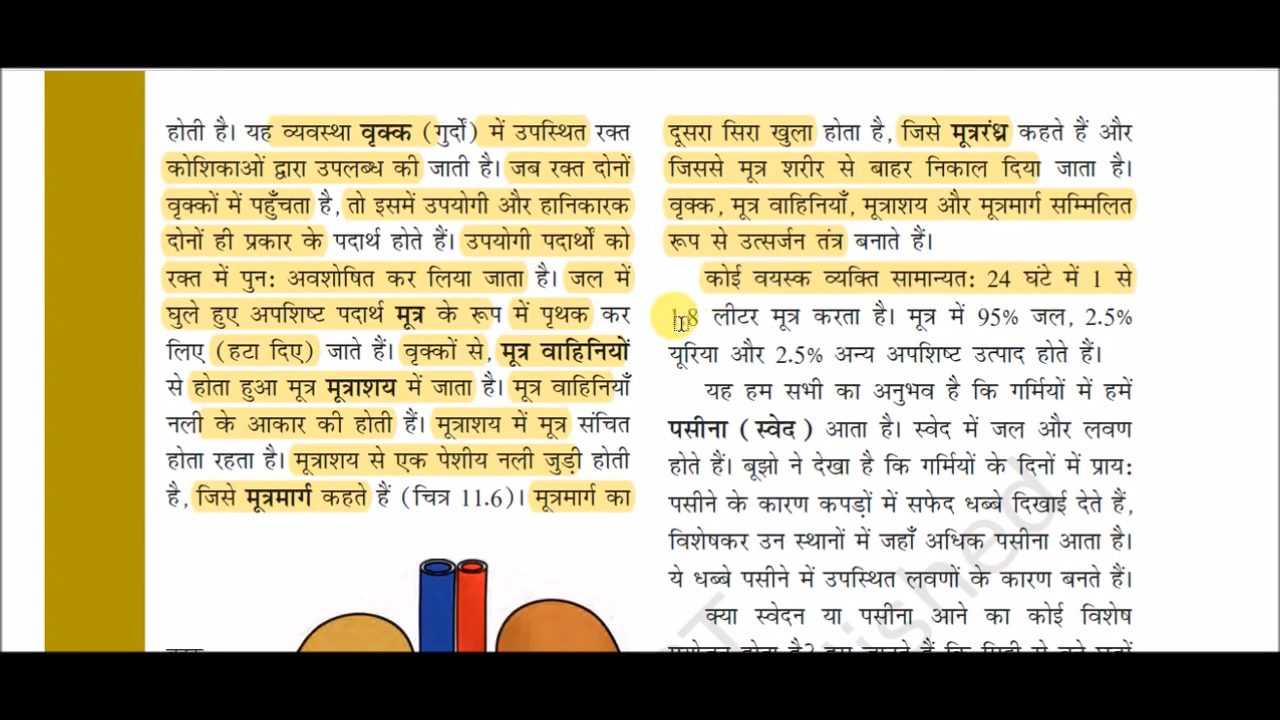 होती है। यह व्यवस्था वृक्क (गुर्दों) में उपस्थित रक्त
कोशिकाओं द्वारा उपलब्ध की जाती है। जब रक्त दोनों
वृक्कों में पहुँचता है, तो इसमें उपयोगी और हानिकारक
दोनों ही प्रकार के पदार्थ होते हैं। उपयोगी पदार्थों को
रक्त में पुन: अवशोषित कर लिया जाता है। जल में
घुले हुए अपशिष्ट पदार्थ मूत्र के रूप में पृथक कर
लिए (हटा दिए) जाते हैं। वृक्कों से, मूत्र वाहिनियों
से होता हुआ मूत्र मूत्राशय में जाता है। मूत्र वाहिनियाँ
नली के आकार की होती हैं। मूत्राशय में मूत्र संचित
होता रहता है। मूत्राशय से एक पेशीय नली जुड़ी होती
है, जिसे मूत्रमार्ग कहते हैं (चित्र 11.6)। मूत्रमार्ग का
दूसरा सिरा खुला होता है, जिसे मूत्ररंध्र कहते हैं और
जिससे मूत्र शरीर से बाहर निकाल दिया जाता है।
वृक्क, मूत्र वाहिनियाँ, मूत्राशय और मूत्रमार्ग सम्मिलित
रूप से उत्सर्जन तंत्र बनाते हैं।
कोई वयस्क व्यक्ति सामान्यत: 24 घंटे में 1 से
1.8 लीटर मूत्र करता है। मूत्र में 95% जल, 2.5%
यूरिया और 2.5% अन्य अपशिष्ट उत्पाद होते हैं।
यह हम सभी का अनुभव है कि गर्मियों में हमें
पसीना (स्वेद) आता है। स्वेद में जल और लवण
होते हैं। बूझो ने देखा है कि गर्मियों के दिनों में प्राय:
पसीने के कारण कपड़ों में सफेद धब्बे दिखाई देते हैं,
विशेषकर उन स्थानों में जहाँ अधिक पसीना आता है।
ये धब्बे पसीने में उपस्थित लवणों के कारण बनते हैं।
क्या स्वेदन या पसीना आने का कोई विशेष